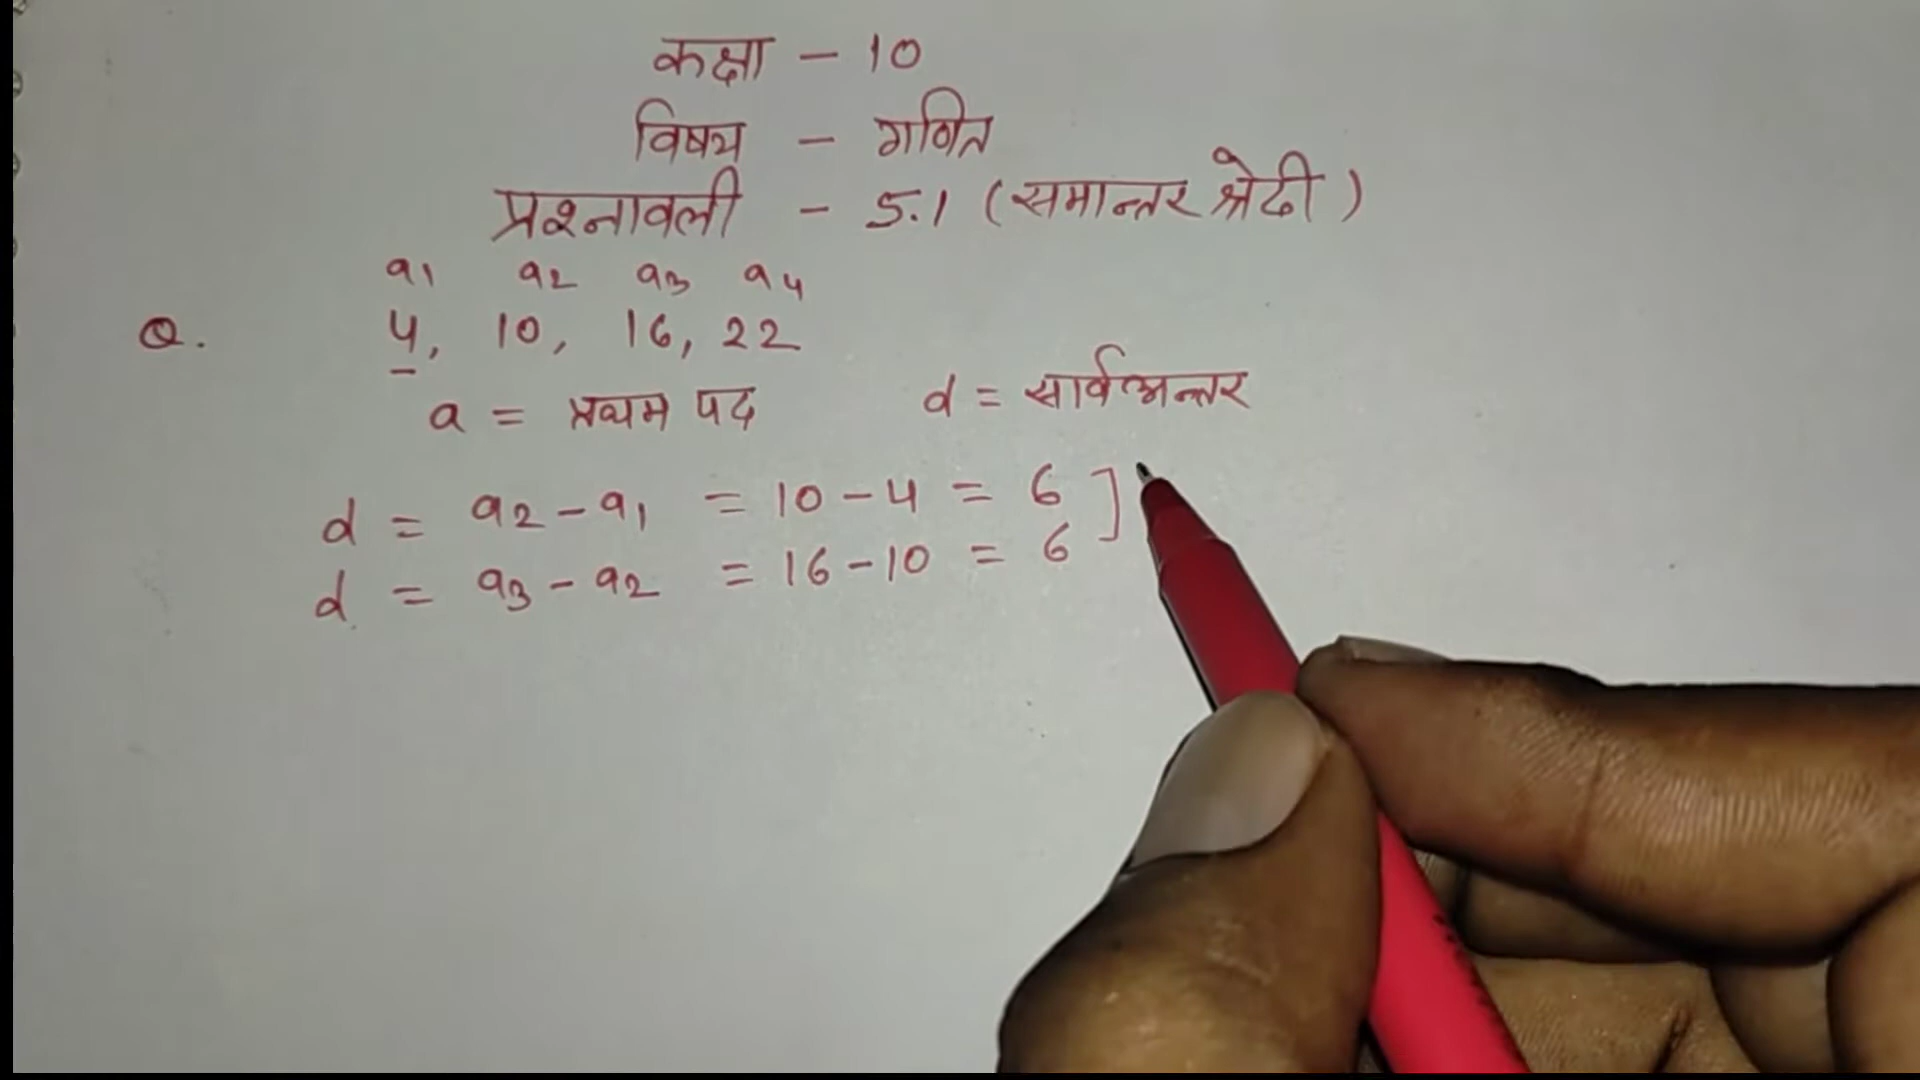 कक्षा - 10
विषय - गणित
प्रश्नावली - 5.1 (समान्तर श्रेढी)
a1 a2 a3 a4
Q. 4, 10, 16, 22
a = प्रथम पद d = सार्वअन्तर
d = a2 - a1 = 10 - 4 = 6 ]
d = a3 - a2 = 16 - 10 = 6